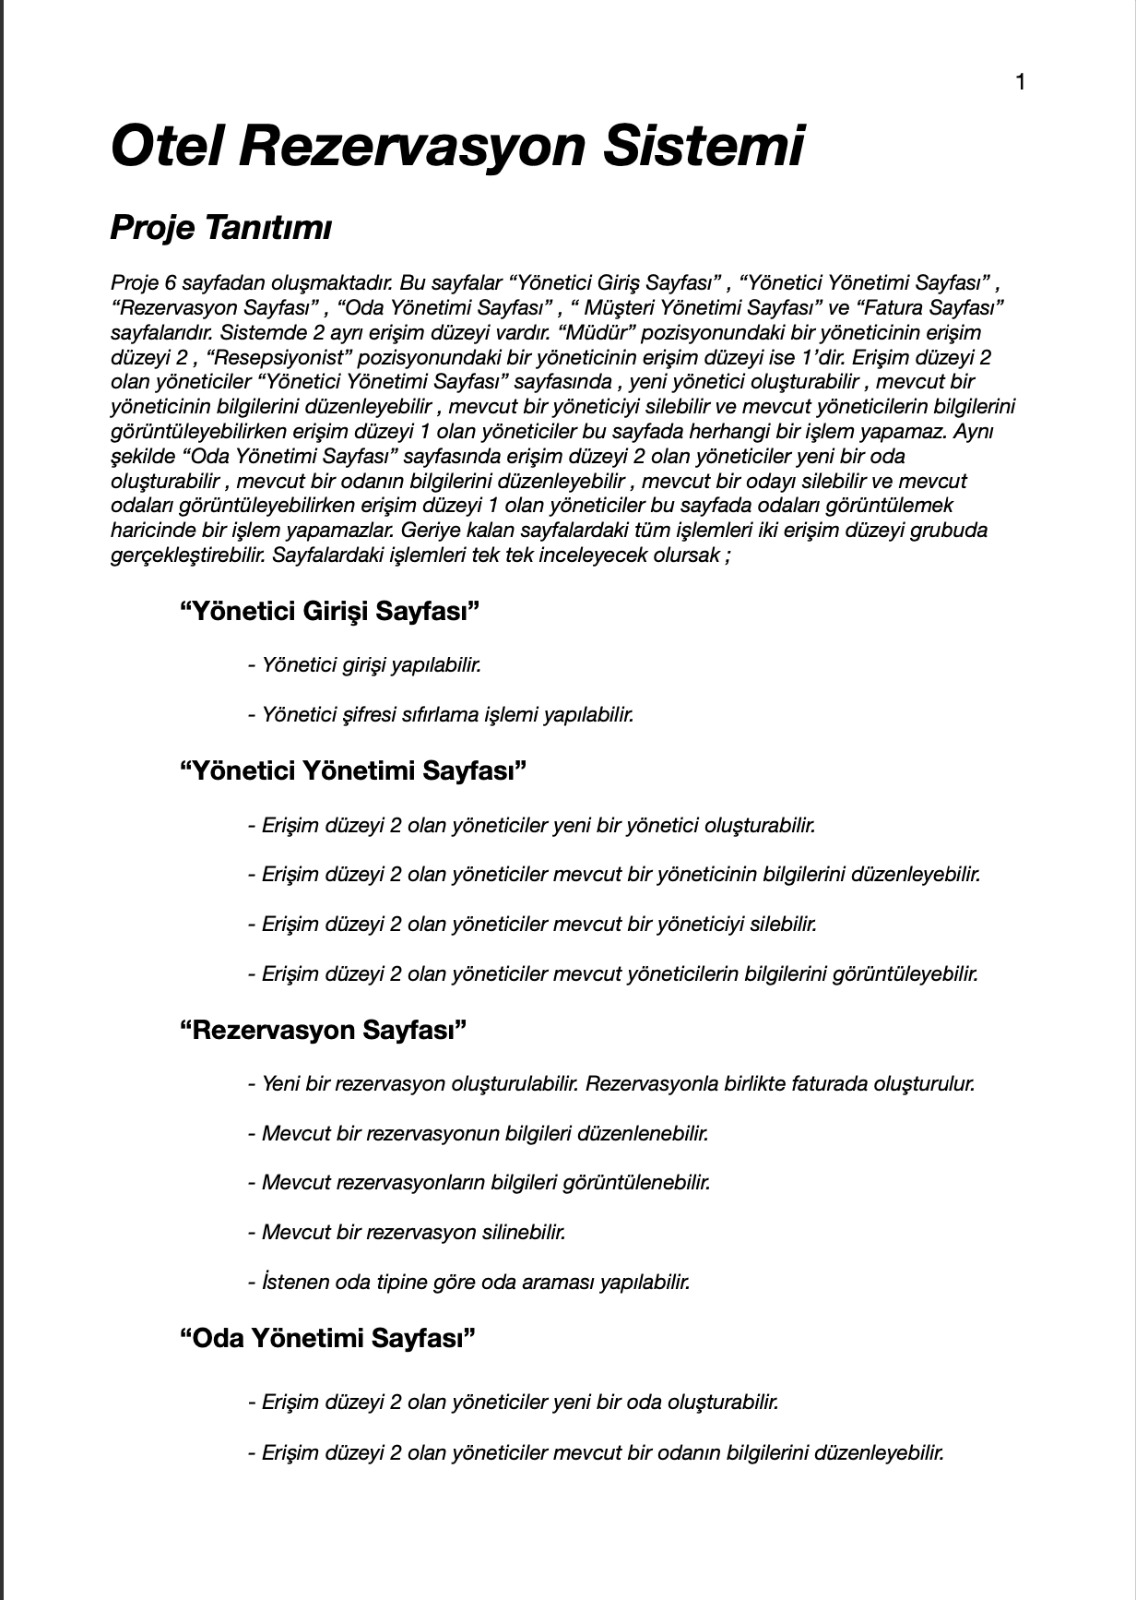 1
Otel Rezervasyon Sistemi
Proje Tanıtımı
Proje 6 sayfadan oluşmaktadır. Bu sayfalar “Yönetici Giriş Sayfası” , “Yönetici Yönetimi Sayfası” ,
“Rezervasyon Sayfası” , “Oda Yönetimi Sayfası” , “ Müşteri Yönetimi Sayfası” ve “Fatura Sayfası”
sayfalarıdır. Sistemde 2 ayrı erişim düzeyi vardır. “Müdür” pozisyonundaki bir yöneticinin erişim
düzeyi 2 , “Resepsiyonist” pozisyonundaki bir yöneticinin erişim düzeyi ise 1’dir. Erişim düzeyi 2
olan yöneticiler “Yönetici Yönetimi Sayfası” sayfasında , yeni yönetici oluşturabilir , mevcut bir
yöneticinin bilgilerini düzenleyebilir , mevcut bir yöneticiyi silebilir ve mevcut yöneticilerin bilgilerini
görüntüleyebilirken erişim düzeyi 1 olan yöneticiler bu sayfada herhangi bir işlem yapamaz. Aynı
şekilde “Oda Yönetimi Sayfası” sayfasında erişim düzeyi 2 olan yöneticiler yeni bir oda
oluşturabilir , mevcut bir odanın bilgilerini düzenleyebilir , mevcut bir odayı silebilir ve mevcut
odaları görüntüleyebilirken erişim düzeyi 1 olan yöneticiler bu sayfada odaları görüntülemek
haricinde bir işlem yapamazlar. Geriye kalan sayfalardaki tüm işlemleri iki erişim düzeyi grubuda
gerçekleştirebilir. Sayfalardaki işlemleri tek tek inceleyecek olursak ;
“Yönetici Girişi Sayfası”
- Yönetici girişi yapılabilir.
- Yönetici şifresi sıfırlama işlemi yapılabilir.
“Yönetici Yönetimi Sayfası”
- Erişim düzeyi 2 olan yöneticiler yeni bir yönetici oluşturabilir.
- Erişim düzeyi 2 olan yöneticiler mevcut bir yöneticinin bilgilerini düzenleyebilir.
- Erişim düzeyi 2 olan yöneticiler mevcut bir yöneticiyi silebilir.
- Erişim düzeyi 2 olan yöneticiler mevcut yöneticilerin bilgilerini görüntüleyebilir.
“Rezervasyon Sayfası”
- Yeni bir rezervasyon oluşturulabilir. Rezervasyonla birlikte faturada oluşturulur.
- Mevcut bir rezervasyonun bilgileri düzenlenebilir.
- Mevcut rezervasyonların bilgileri görüntülenebilir.
- Mevcut bir rezervasyon silinebilir.
- İstenen oda tipine göre oda araması yapılabilir.
“Oda Yönetimi Sayfası”
- Erişim düzeyi 2 olan yöneticiler yeni bir oda oluşturabilir.
- Erişim düzeyi 2 olan yöneticiler mevcut bir odanın bilgilerini düzenleyebilir.